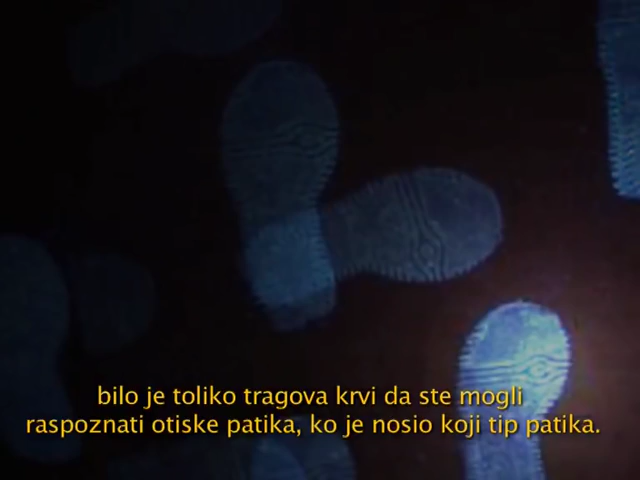 bilo je toliko tragova krvi da ste mogli
raspoznati otiske patika, ko je nosio koji tip patika.